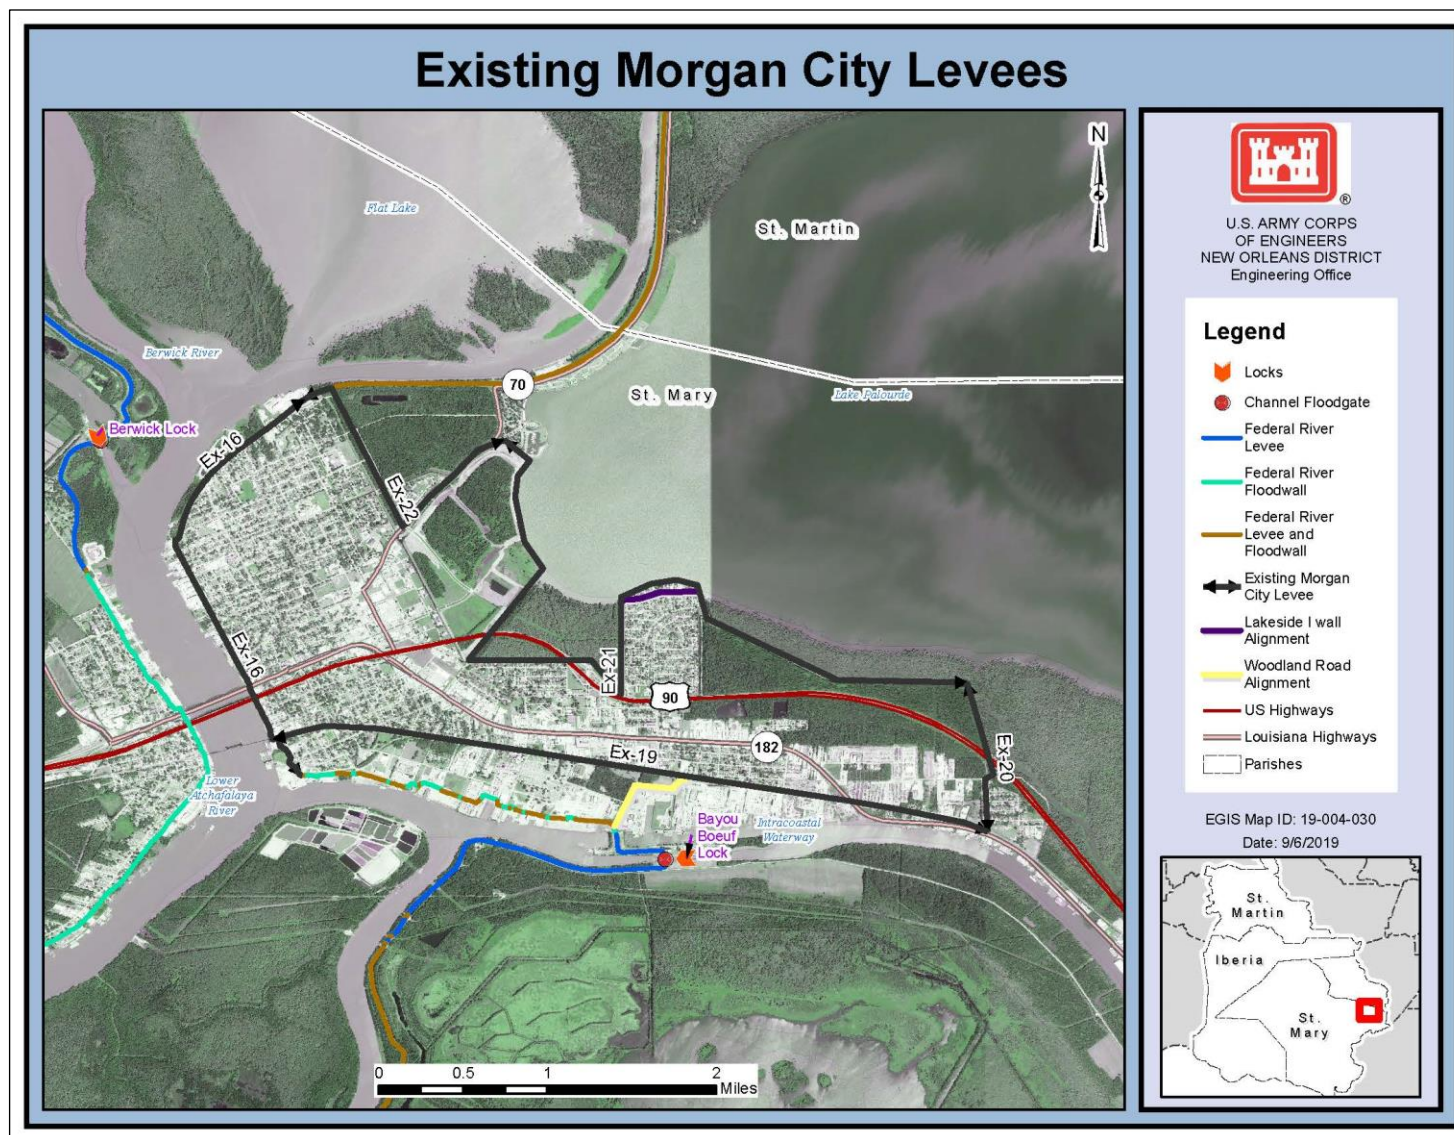 Existing Morgan City Levees
N
Flat Lake
St. Martin
Berwick River
70
St. Mary
Lake Palourde
Berwick Lock
Ex-16
Ex-22
Ex-16
Ex-21
90
182
Ex-19
Ex-20
Lower
Atchafalaya
River
Bayou
Boeuf
Lock
Intracoastal
Waterway
0 0.5 1 2
Miles
®
U.S. ARMY CORPS
OF ENGINEERS
NEW ORLEANS DISTRICT
Engineering Office
Legend
Locks
Channel Floodgate
Federal River
Levee
Federal River
Floodwall
Federal River
Levee and
Floodwall
Existing Morgan
City Levee
Lakeside I wall
Alignment
Woodland Road
Alignment
US Highways
Louisiana Highways
Parishes
EGIS Map ID: 19-004-030
Date: 9/6/2019
St.
Martin
Iberia
St.
Mary